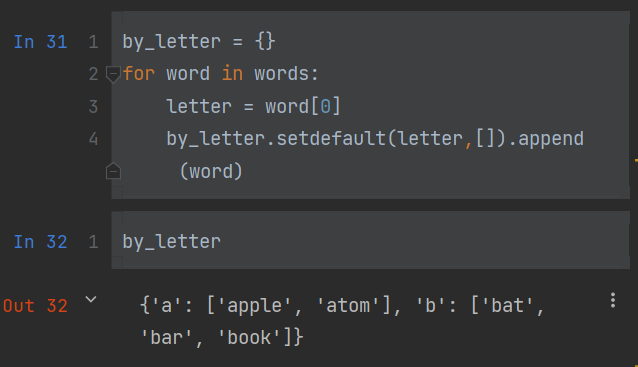 In 31 1 by_letter = {}
2 for word in words:
3 letter = word[0]
4 by_letter.setdefault(letter,[]).append
(word)
In 32 1 by_letter
Out 32 {'a': ['apple', 'atom'], 'b': ['bat',
'bar', 'book']}